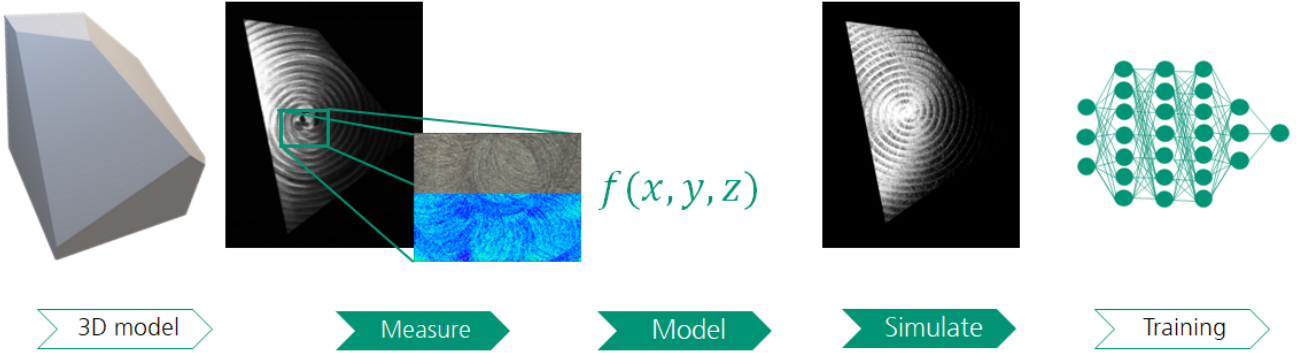 f(x, y, z)
3D model
Measure
Model
Simulate
Training